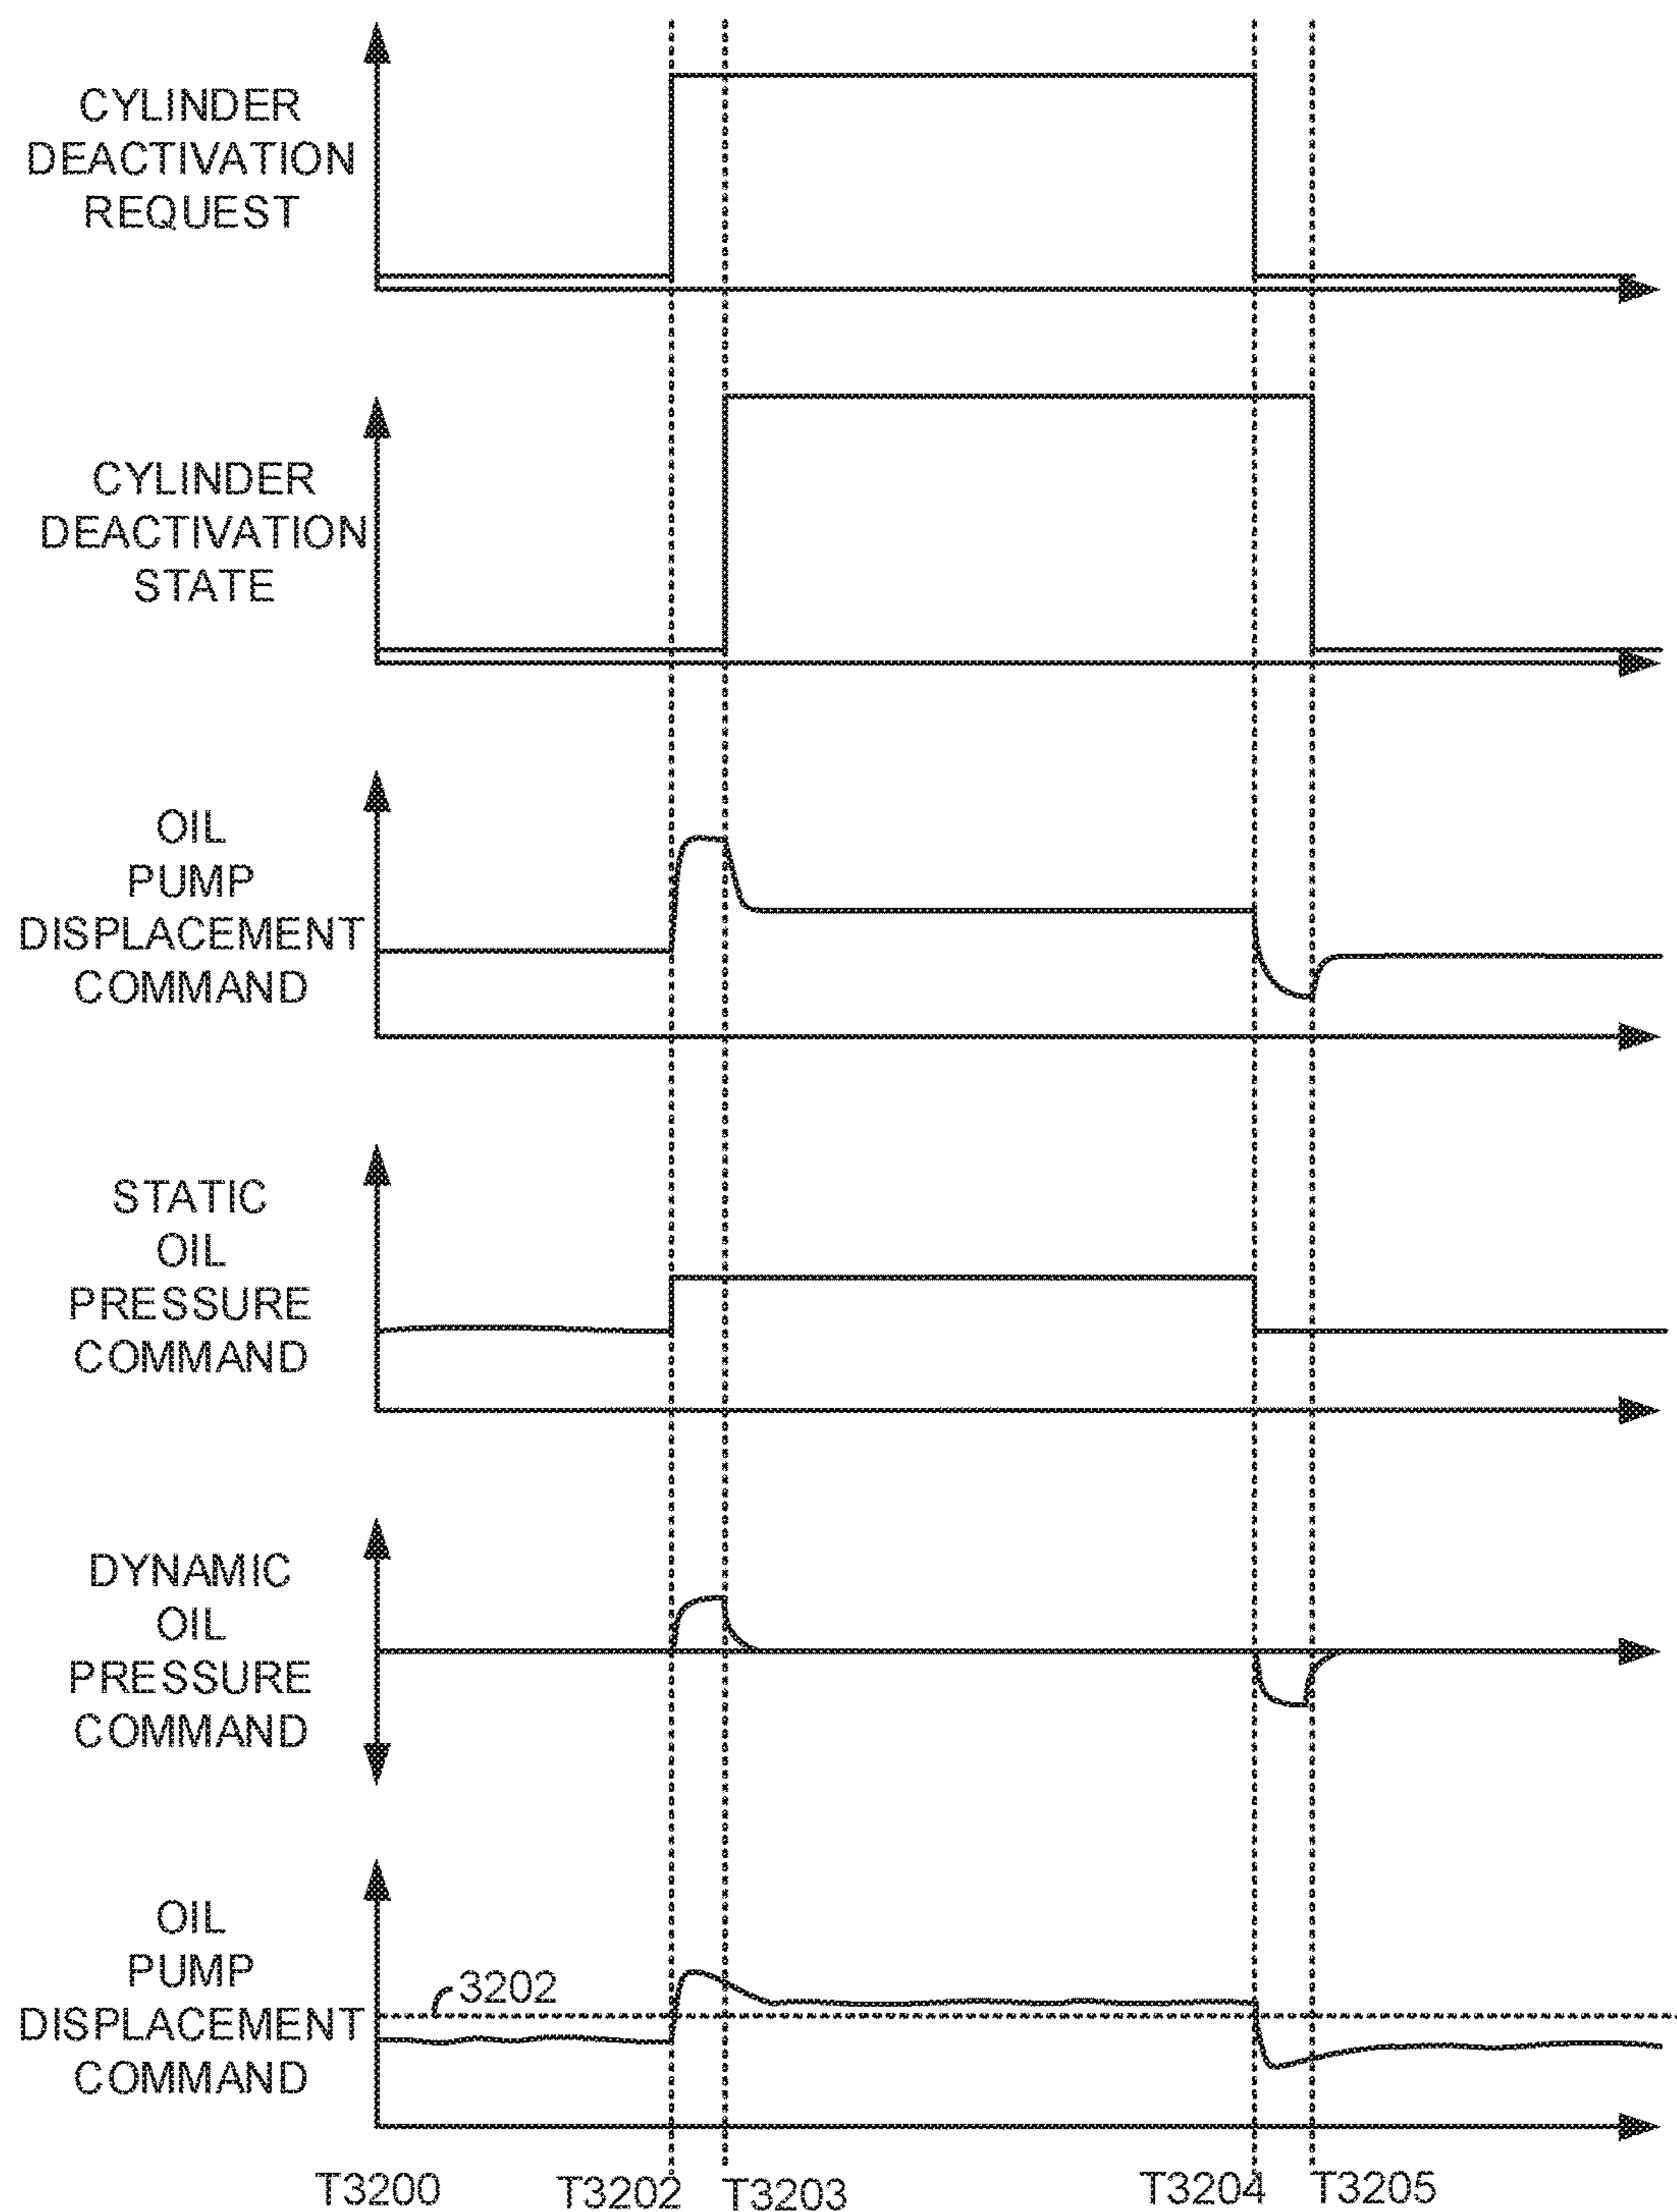 CYLINDER
DEACTIVATION
REQUEST
CYLINDER
DEACTIVATION
STATE
OIL
PUMP
DISPLACEMENT
COMMAND
STATIC
OIL
PRESSURE
COMMAND
DYNAMIC
OIL
PRESSURE
COMMAND
OIL
PUMP
DISPLACEMENT
COMMAND
3202
T3200 T3202 T3203 T3204 T3205